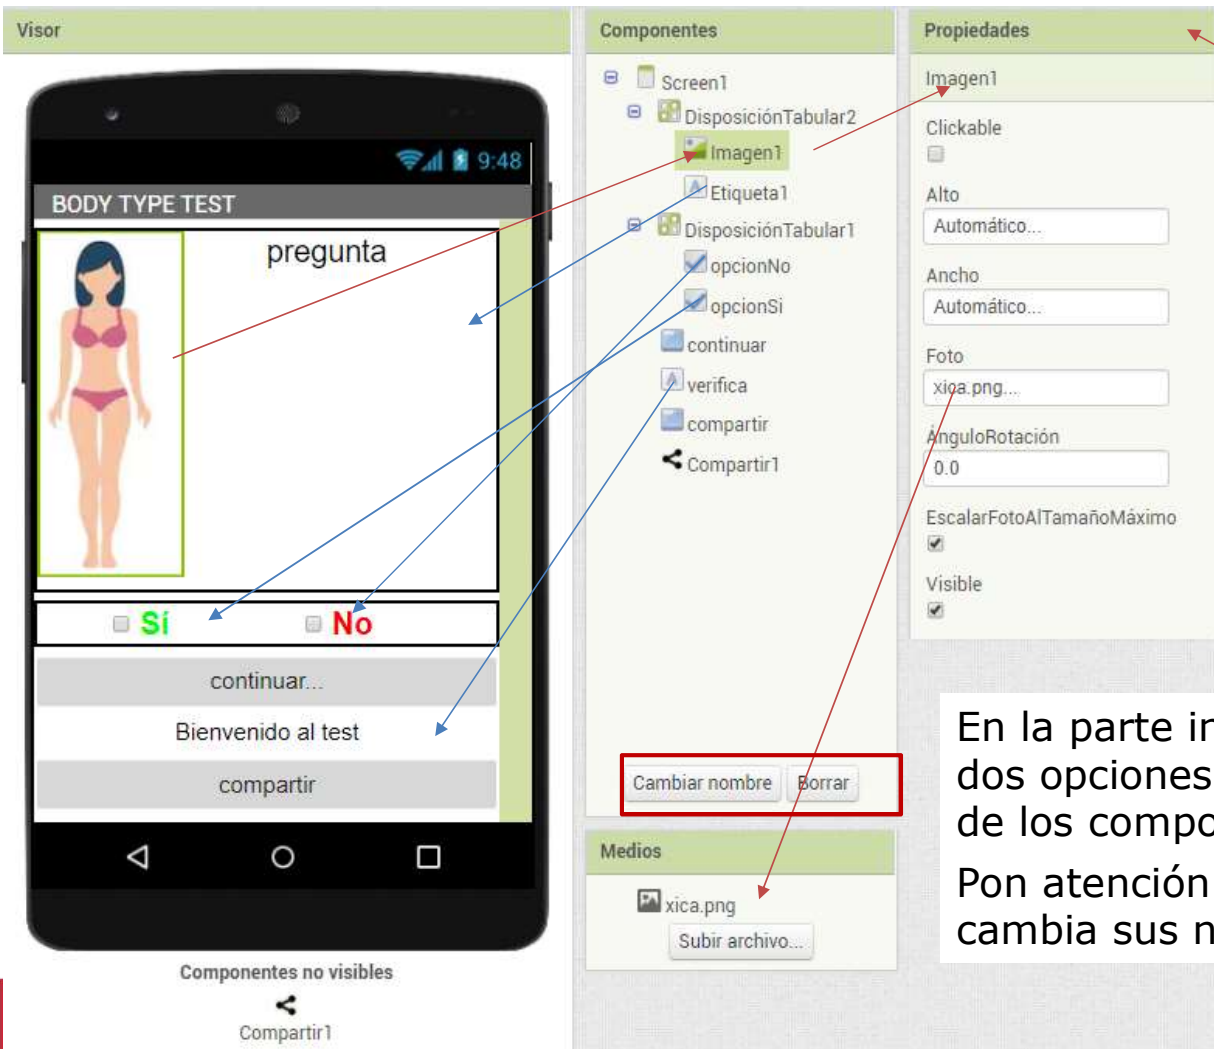 Visor
9:48
BODY TYPE TEST
pregunta
Sí No
continuar...
Bienvenido al test
compartir
Componentes no visibles
Compartir1
Componentes
Screen1
DisposiciónTabular2
Imagen1
Etiqueta1
DisposiciónTabular1
opcionNo
opcionSi
continuar
verifica
compartir
Compartir1
Cambiar nombre Borrar
Medios
xica.png
Subir archivo...
Propiedades
Imagen1
Clickable
Alto
Automático...
Ancho
Automático...
Foto
xica.png...
ÁnguloRotación
0.0
EscalarFotoAlTamañoMáximo
Visible
En la parte
dos opciones
de los
Pon atención
cambia sus